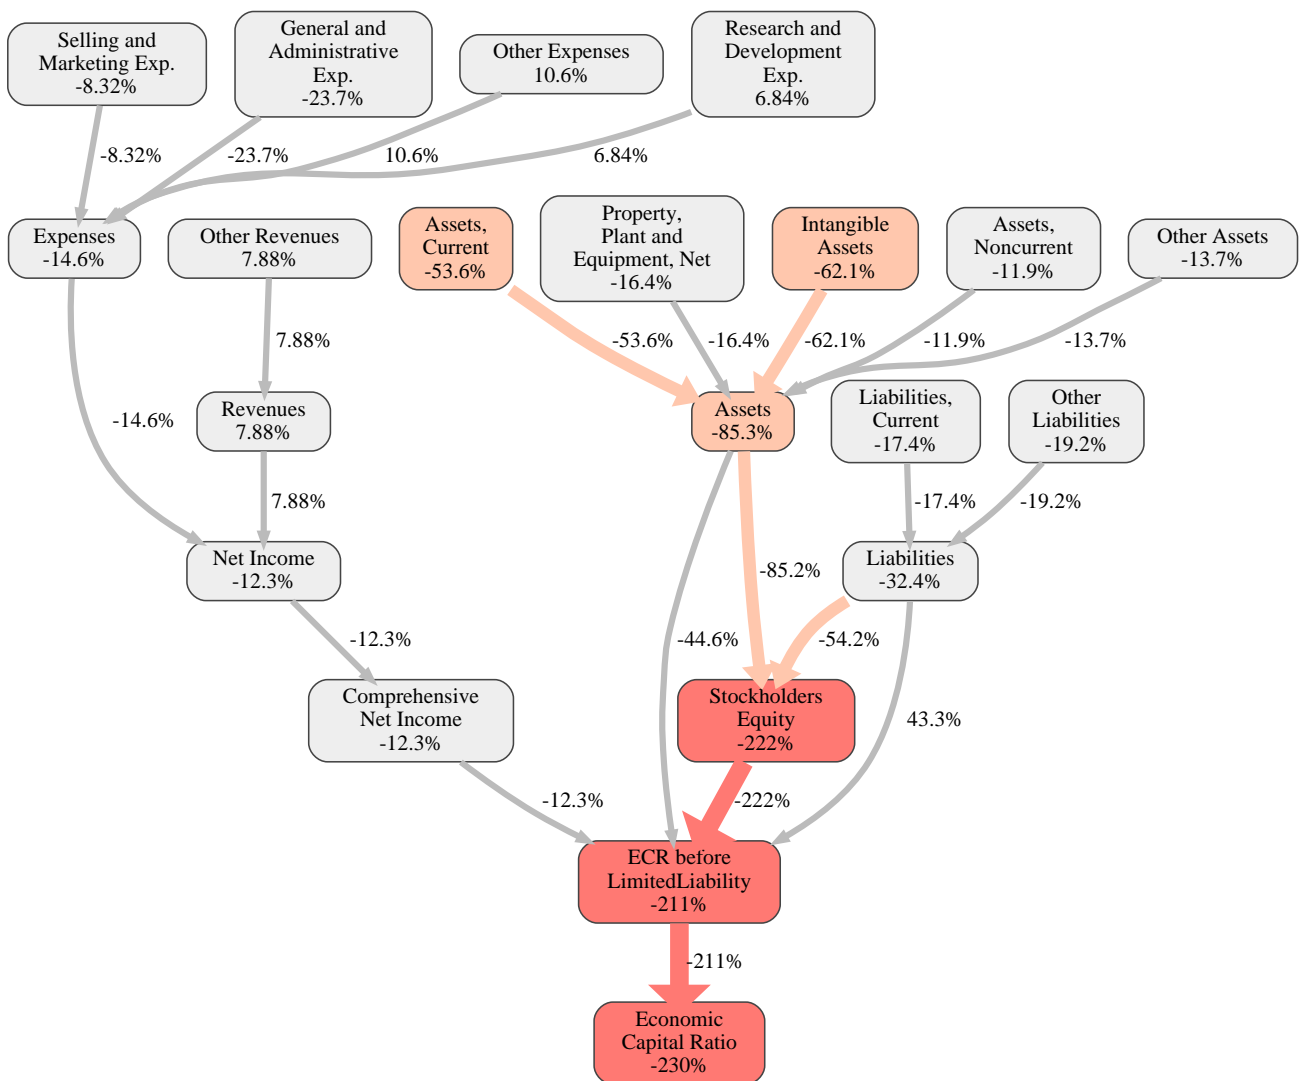 Selling and
Marketing Exp.
-8.32%
General and
Administrative
Exp.
-23.7%
Other Expenses
10.6%
Research and
Development
Exp.
6.84%
-8.32%
-23.7%
10.6%
6.84%
Expenses
-14.6%
Other Revenues
7.88%
Assets,
Current
-53.6%
Property,
Plant and
Equipment, Net
-16.4%
Intangible
Assets
-62.1%
Assets,
Noncurrent
-11.9%
Other Assets
-13.7%
7.88%
-53.6%
-16.4%
-62.1%
-11.9%
-13.7%
-14.6%
Revenues
7.88%
Assets
-85.3%
Liabilities,
Current
-17.4%
Other
Liabilities
-19.2%
7.88%
-17.4%
-19.2%
Net Income
-12.3%
-85.2%
Liabilities
-32.4%
-12.3%
-44.6%
-54.2%
Comprehensive
Net Income
-12.3%
Stockholders
Equity
-222%
43.3%
-12.3%
-222%
ECR before
LimitedLiability
-211%
-211%
Economic
Capital Ratio
-230%